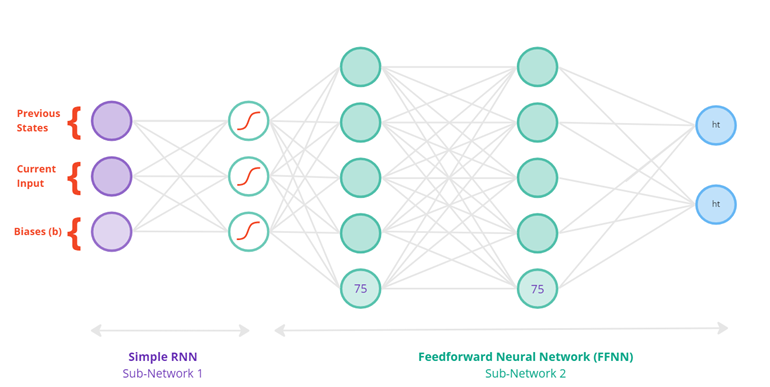 Previous
States
Current
Input
Biases (b)
ht
ht
75
75
Simple RNN
Sub-Network 1
Feedforward Neural Network (FFNN)
Sub-Network 2